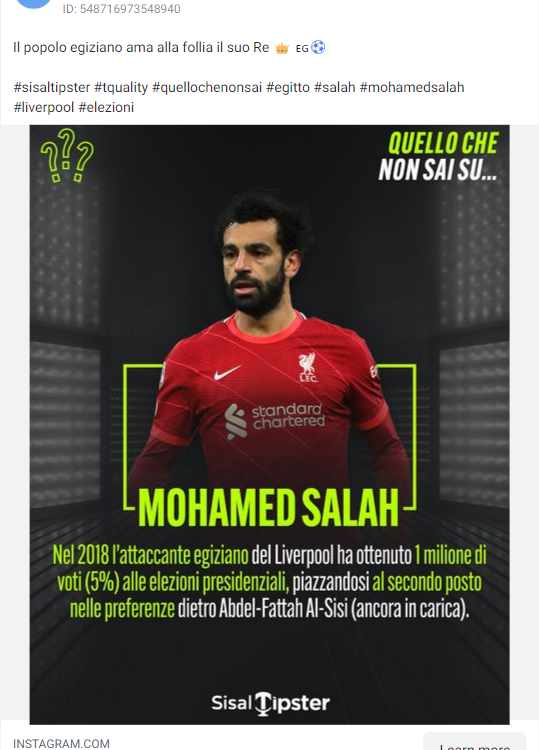 ID: 548716973548940
Il popolo egiziano ama alla follia il suo Re 👑 EG⚽
#sisaltipster #tquality #quellochenonsai #egitto #salah #mohamedsalah
#liverpool #elezioni
???
QUELLO CHE
NON SAI SU...
L.F.C.
standard
chartered
MOHAMED SALAH
Nel 2018 l'attaccante egiziano del Liverpool ha ottenuto 1 milione di
voti (5%) alle elezioni presidenziali, piazzandosi al secondo posto
nelle preferenze dietro Abdel-Fattah Al-Sisi (ancora in carica).
Sisal Tipster
INSTAGRAM.COM
Learn more